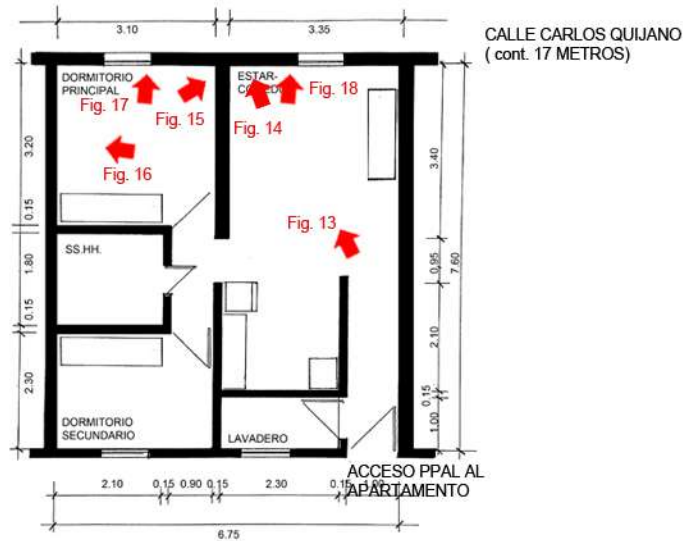 3.10
3.35
CALLE CARLOS QUIJANO
( cont. 17 METROS)
DORMITORIO
PRINCIPAL
ESTAR-
Fig. 17
Fig. 15
Fig. 18
Fig. 14
Fig. 16
Fig. 13
3.20
0.15
1.80
0.15
2.30
3.40
0.95
7.60
2.10
0.15
1.00
SS.HH.
DORMITORIO
SECUNDARIO
LAVADERO
ACCESO PPAL AL
APARTAMENTO
2.10
0.15
0.90
0.15
2.30
0.15
1.00
6.75